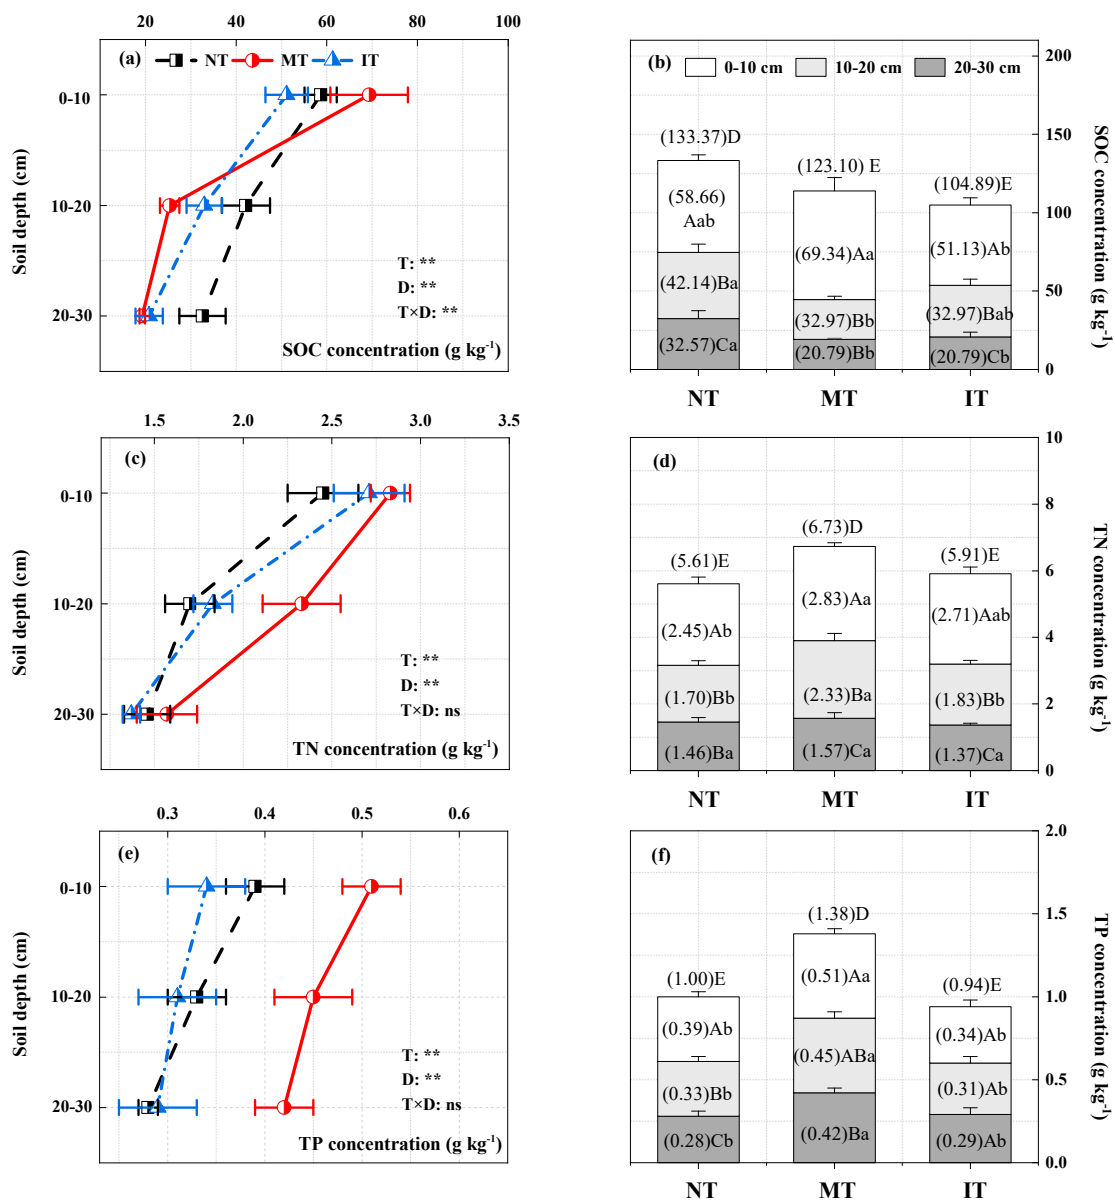 20 40 60 80 100
(a) NT MT IT
0-10
10-20
20-30
Soil depth (cm)
T: **
D: **
T×D: **
SOC concentration (g kg⁻¹)
(b) 0-10 cm 10-20 cm 20-30 cm
200
150
100
50
0
SOC concentration (g kg⁻¹)
(133.37)D
(58.66)
Aab
(42.14)Ba
(32.57)Ca
(123.10) E
(69.34)Aa
(32.97)Bb
(20.79)Bb
(104.89)E
(51.13)Ab
(32.97)Bab
(20.79)Cb
NT MT IT
1.5 2.0 2.5 3.0 3.5
(c)
0-10
10-20
20-30
Soil depth (cm)
T: **
D: **
T×D: ns
TN concentration (g kg⁻¹)
(d)
10
8
6
4
2
0
TN concentration (g kg⁻¹)
(5.61)E
(2.45)Ab
(1.70)Bb
(1.46)Ba
(6.73)D
(2.83)Aa
(2.33)Ba
(1.57)Ca
(5.91)E
(2.71)Aab
(1.83)Bb
(1.37)Ca
NT MT IT
0.3 0.4 0.5 0.6
(e)
0-10
10-20
20-30
Soil depth (cm)
T: **
D: **
T×D: ns
TP concentration (g kg⁻¹)
(f)
2.0
1.5
1.0
0.5
0.0
TP concentration (g kg⁻¹)
(1.00)E
(0.39)Ab
(0.33)Bb
(0.28)Cb
(1.38)D
(0.51)Aa
(0.45)ABa
(0.42)Ba
(0.94)E
(0.34)Ab
(0.31)Ab
(0.29)Ab
NT MT IT